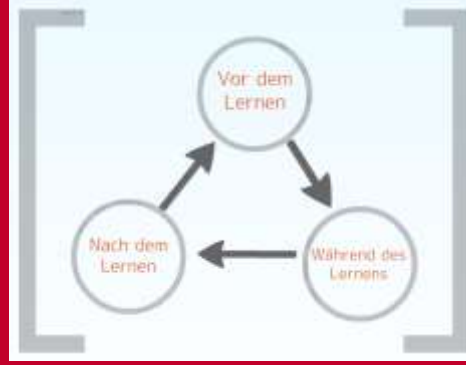 Vor dem
Lernen
Während des
Lernens
Nach dem
Lernen